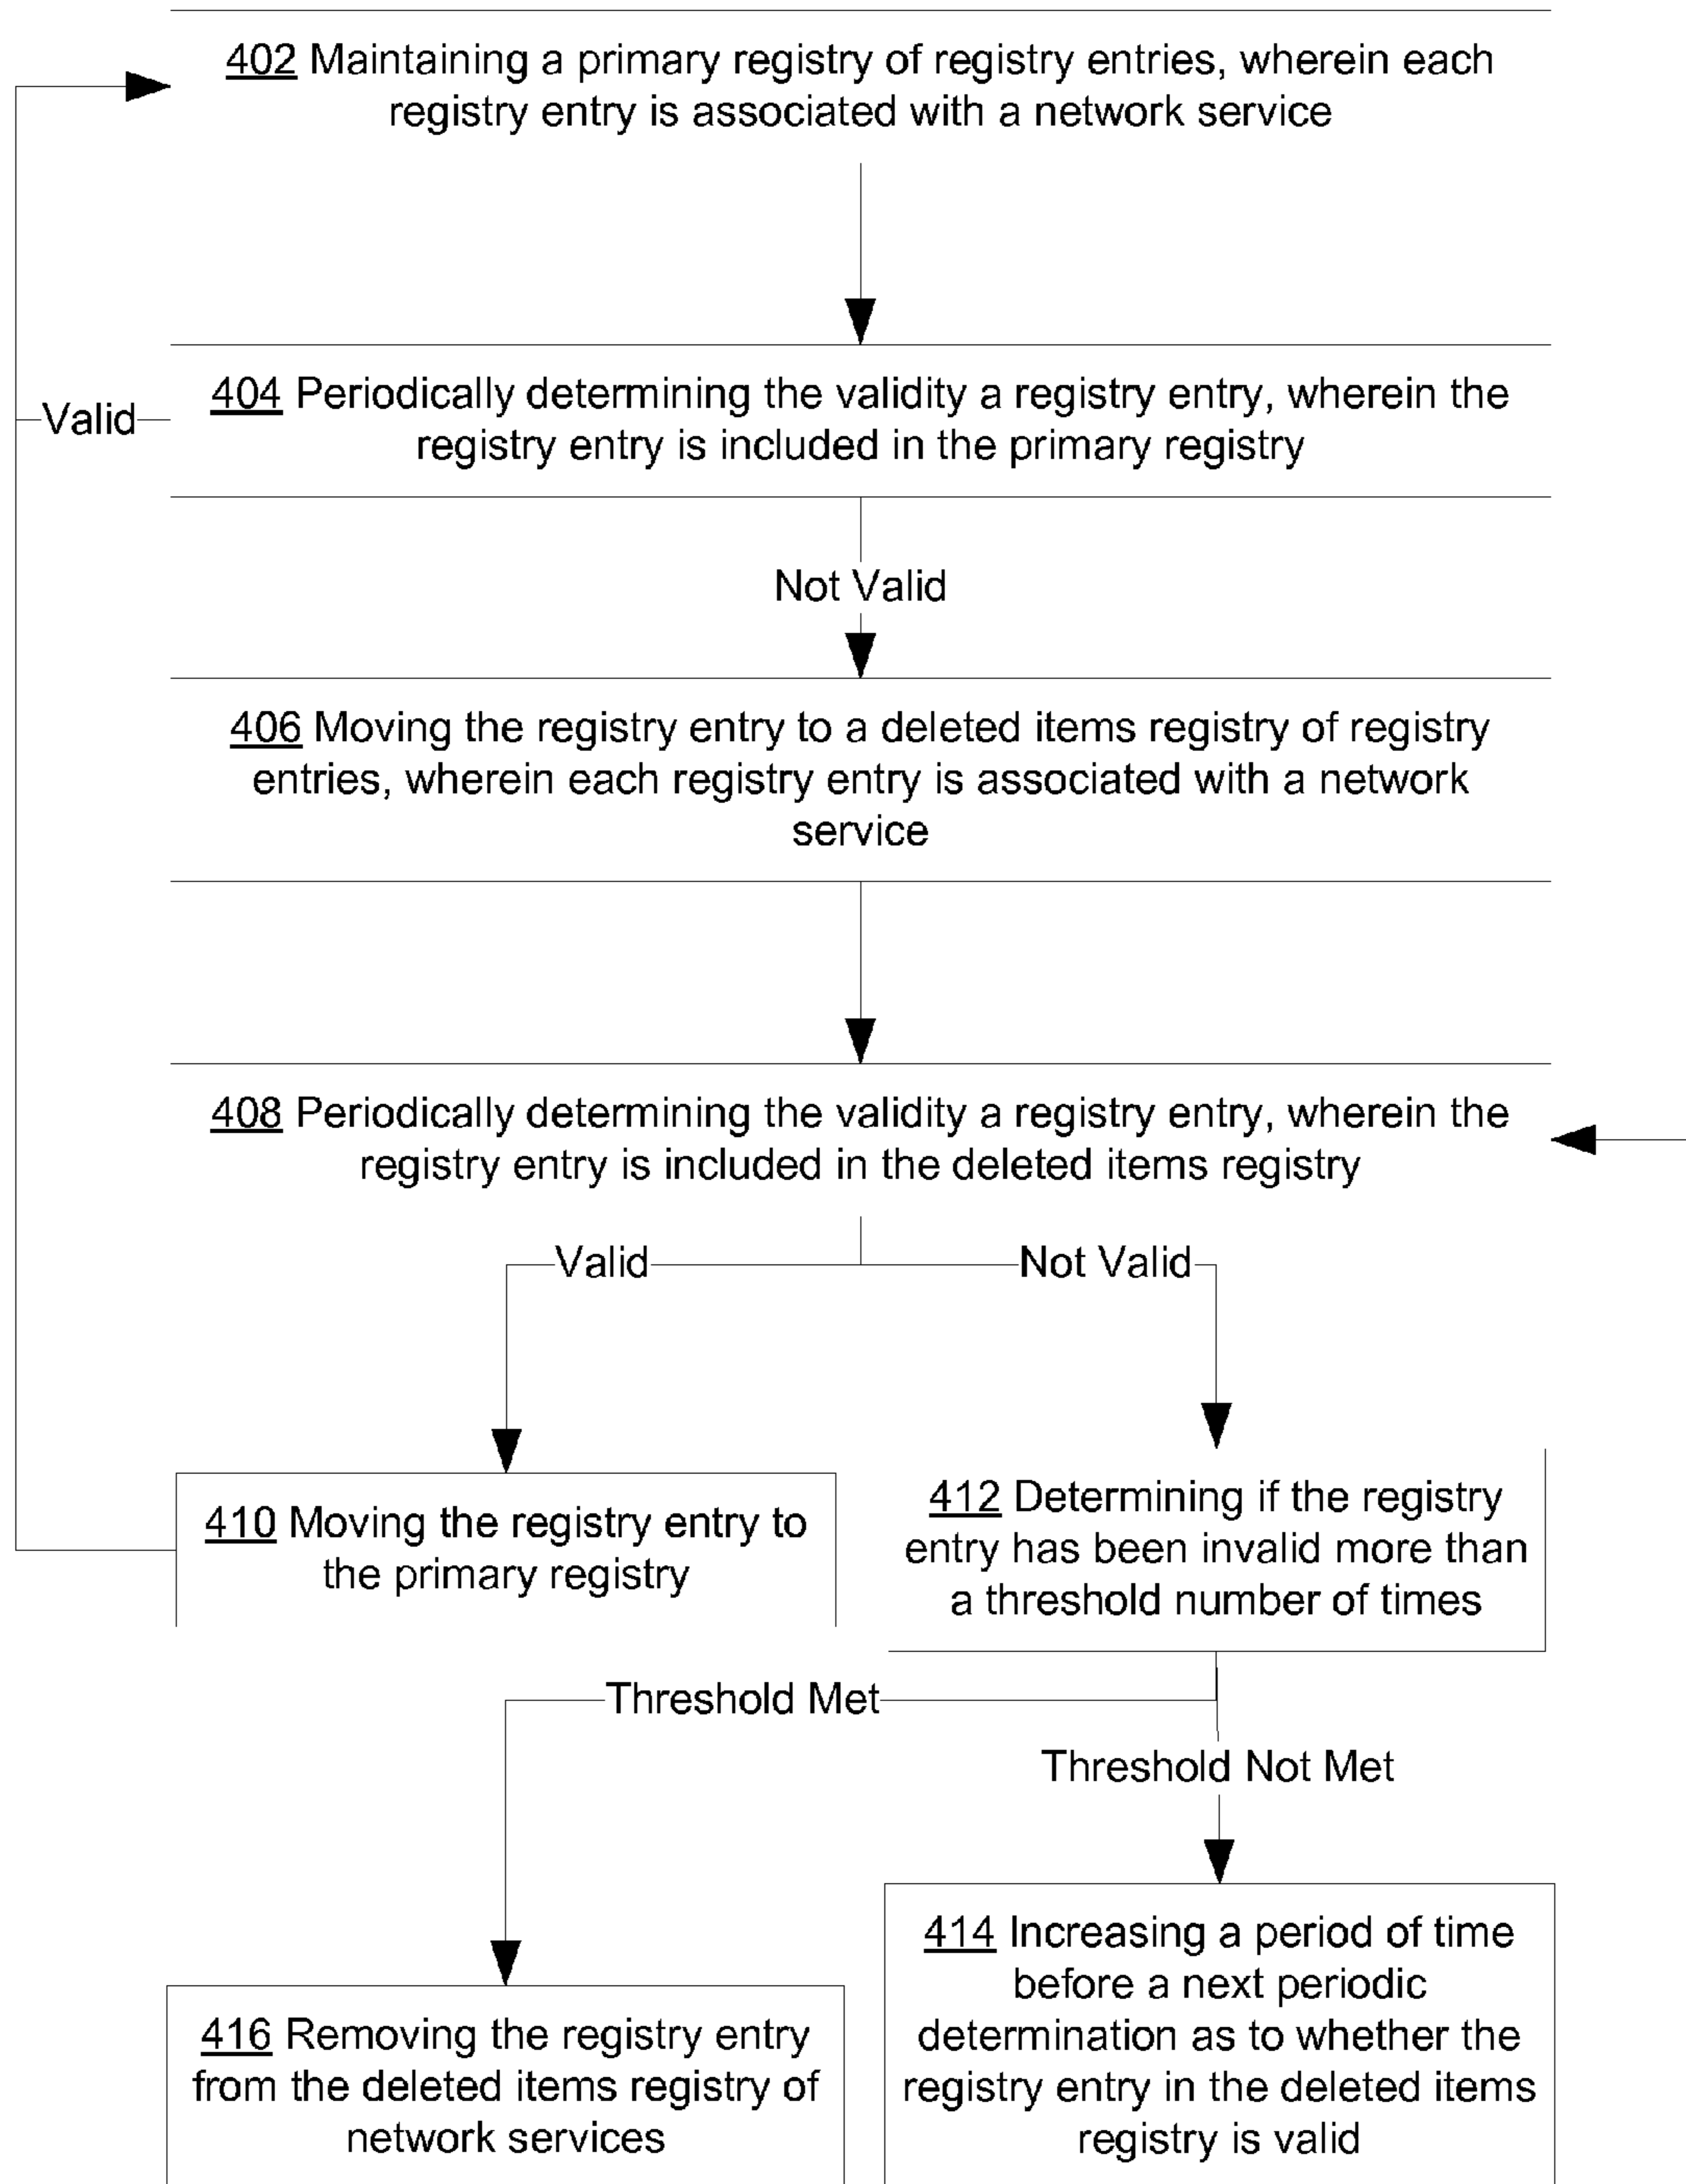 402 Maintaining a primary registry of registry entries, wherein each
registry entry is associated with a network service
404 Periodically determining the validity a registry entry, wherein the
registry entry is included in the primary registry
Valid
Not Valid
406 Moving the registry entry to a deleted items registry of registry
entries, wherein each registry entry is associated with a network
service
408 Periodically determining the validity a registry entry, wherein the
registry entry is included in the deleted items registry
Valid
Not Valid
410 Moving the registry entry to
the primary registry
412 Determining if the registry
entry has been invalid more than
a threshold number of times
Threshold Met
Threshold Not Met
416 Removing the registry entry
from the deleted items registry of
network services
414 Increasing a period of time
before a next periodic
determination as to whether the
registry entry in the deleted items
registry is valid